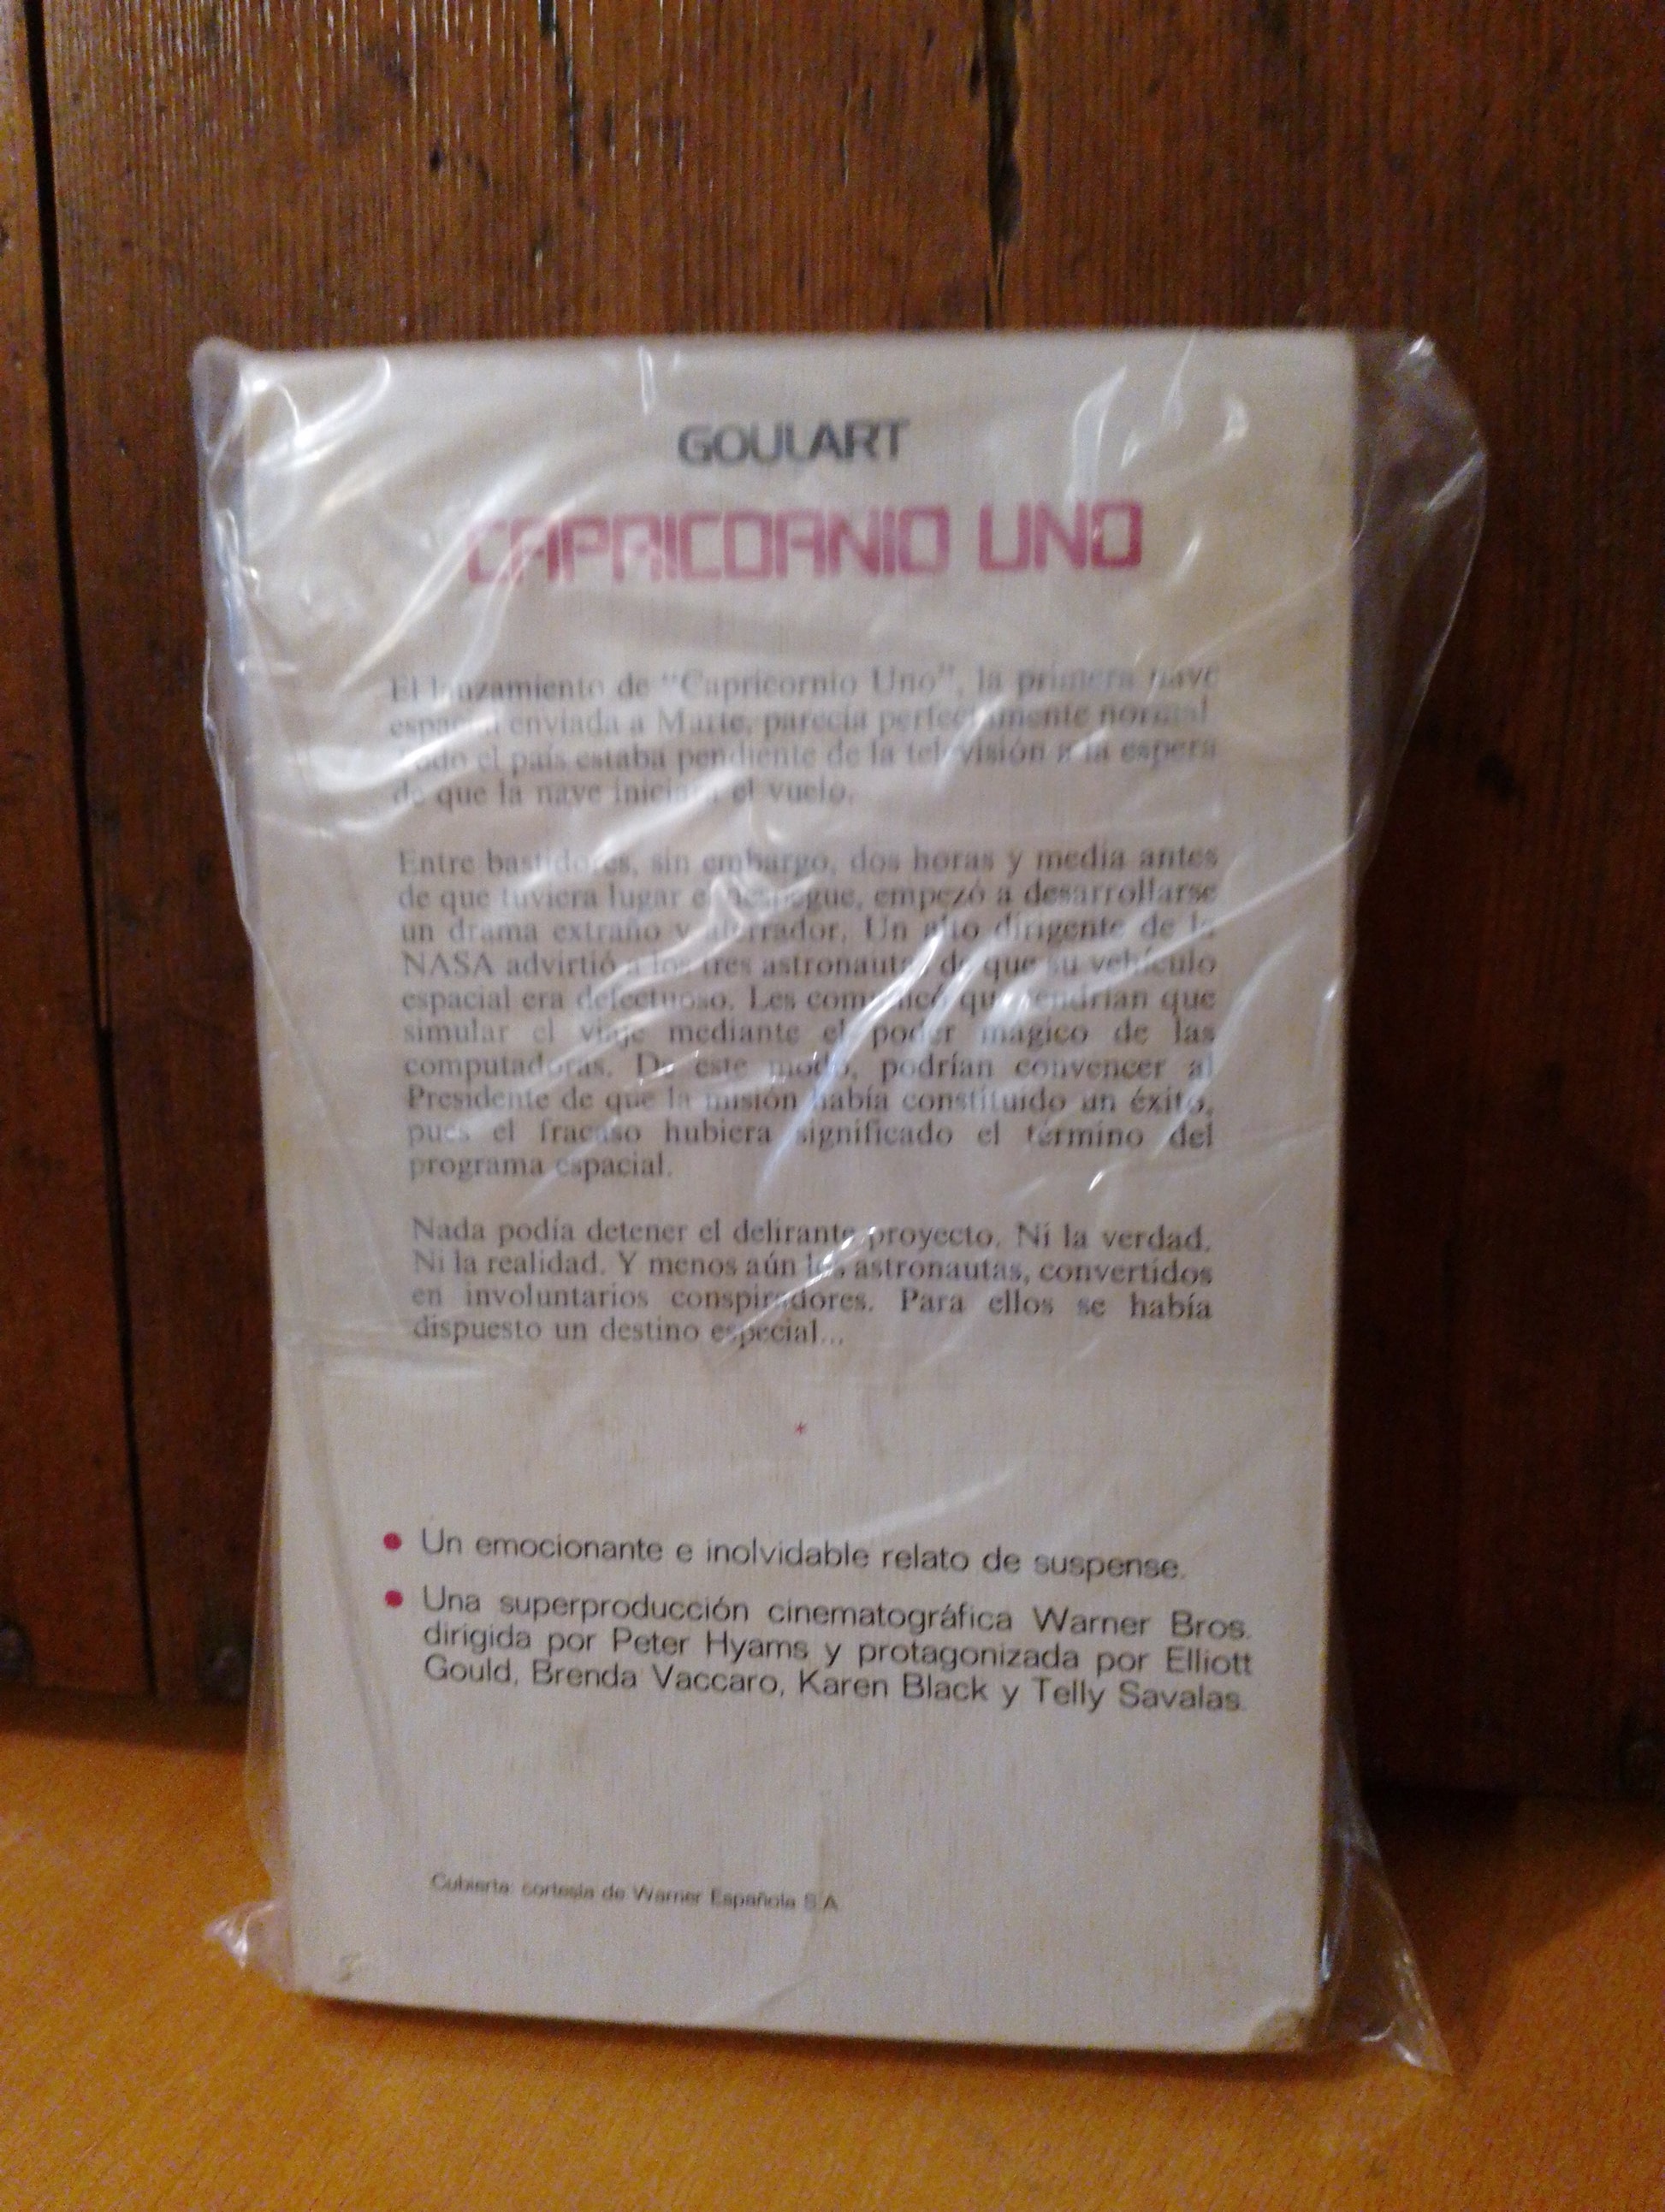 GOULART
CAPRICORNIO UNO
El lanzamiento de "Capricornio Uno", la primera nave
espacial enviada a Marte, parecía perfectamente normal.
Todo el país estaba pendiente de la televisión a la espera
de que la nave iniciara el vuelo.
Entre bastidores, sin embargo, dos horas y media antes
de que tuviera lugar el despegue, empezó a desarrollarse
un drama extraño y aterrador. Un alto dirigente de la
NASA advirtió a los tres astronautas de que su vehículo
espacial era defectuoso. Les comunicó que tendrían que
simular el viaje mediante el poder mágico de las
computadoras. De este modo, podrían convencer al
Presidente de que la misión había constituido un éxito,
pues el fracaso hubiera significado el término del
programa espacial.
Nada podía detener el delirante proyecto. Ni la verdad.
Ni la realidad. Y menos aún los astronautas, convertidos
en involuntarios conspiradores. Para ellos se había
dispuesto un destino especial...
*
● Un emocionante e inolvidable relato de suspense.
● Una superproducción cinematográfica Warner Bros.
dirigida por Peter Hyams y protagonizada por Elliott
Gould, Brenda Vaccaro, Karen Black y Telly Savalas.
Cubierta: cortesía de Warner Española S.A.